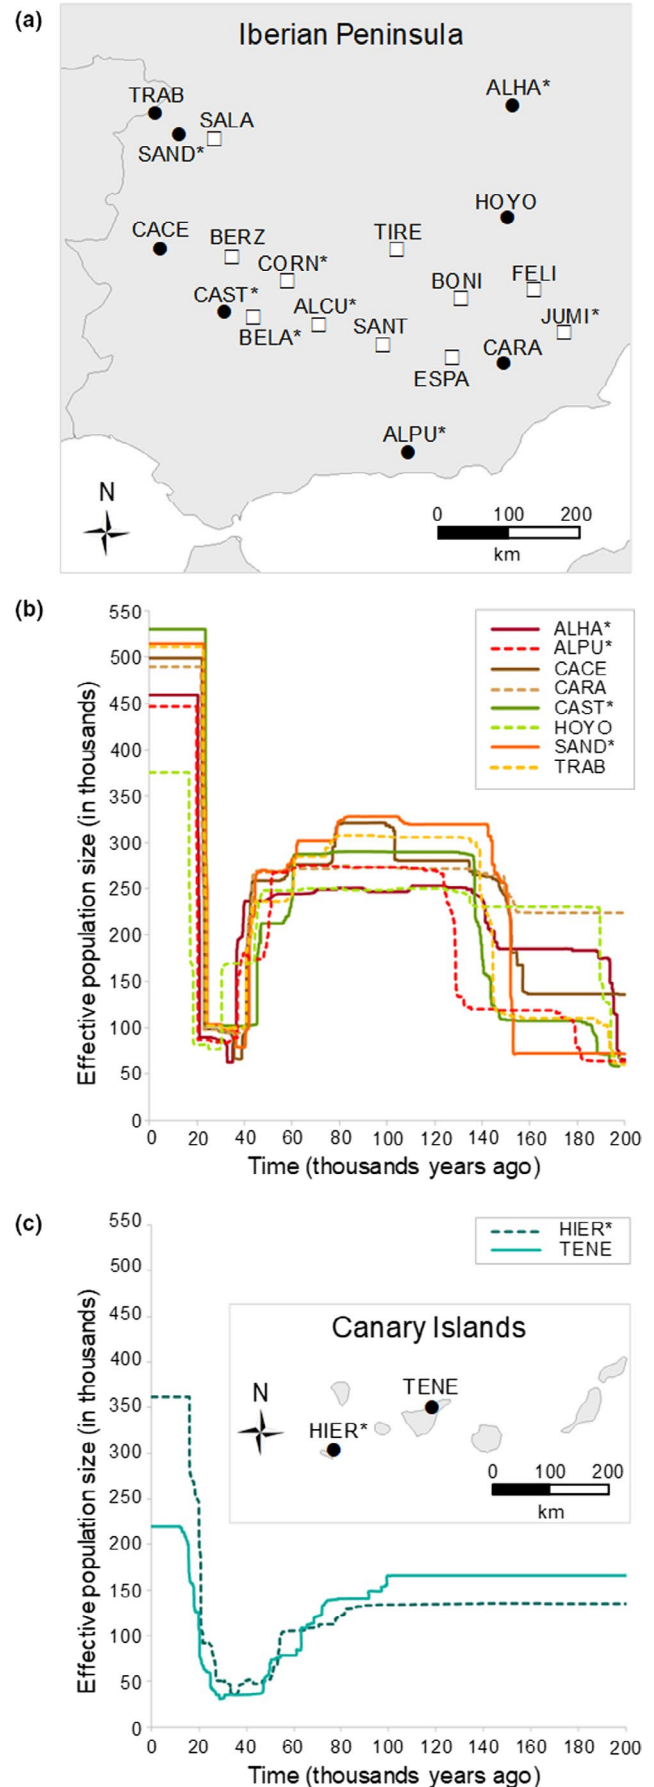 (a)
Iberian Peninsula
TRAB
ALHA*
SALA
SAND*
HOYO
CACE
BERZ
TIRE
CORN*
BONI
FELI
CAST*
ALCU*
JUMI*
BELA*
SANT
CARA
ESPA
ALPU*
N
0 100 200
km
(b)
Effective population size (in thousands)
550
500
450
400
350
300
250
200
150
100
50
0
ALHA*
ALPU*
CACE
CARA
CAST*
HOYO
SAND*
TRAB
0 20 40 60 80 100 120 140 160 180 200
Time (thousands years ago)
(c)
Effective population size (in thousands)
550
500
450
400
350
300
250
200
150
100
50
0
HIER*
TENE
Canary Islands
N
TENE
HIER*
0 100 200
km
0 20 40 60 80 100 120 140 160 180 200
Time (thousands years ago)